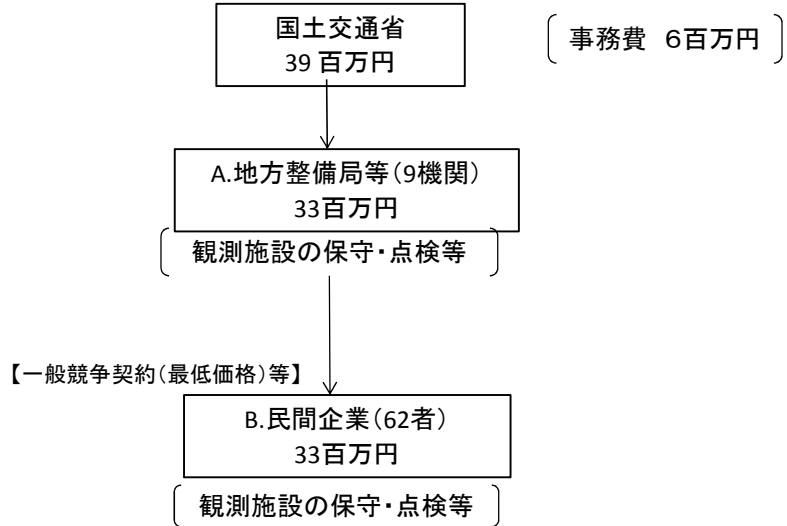 国土交通省
39 百万円
事務費 6百万円
A.地方整備局等(9機関)
33百万円
観測施設の保守・点検等
【一般競争契約(最低価格)等】
B.民間企業(62者)
33百万円
観測施設の保守・点検等